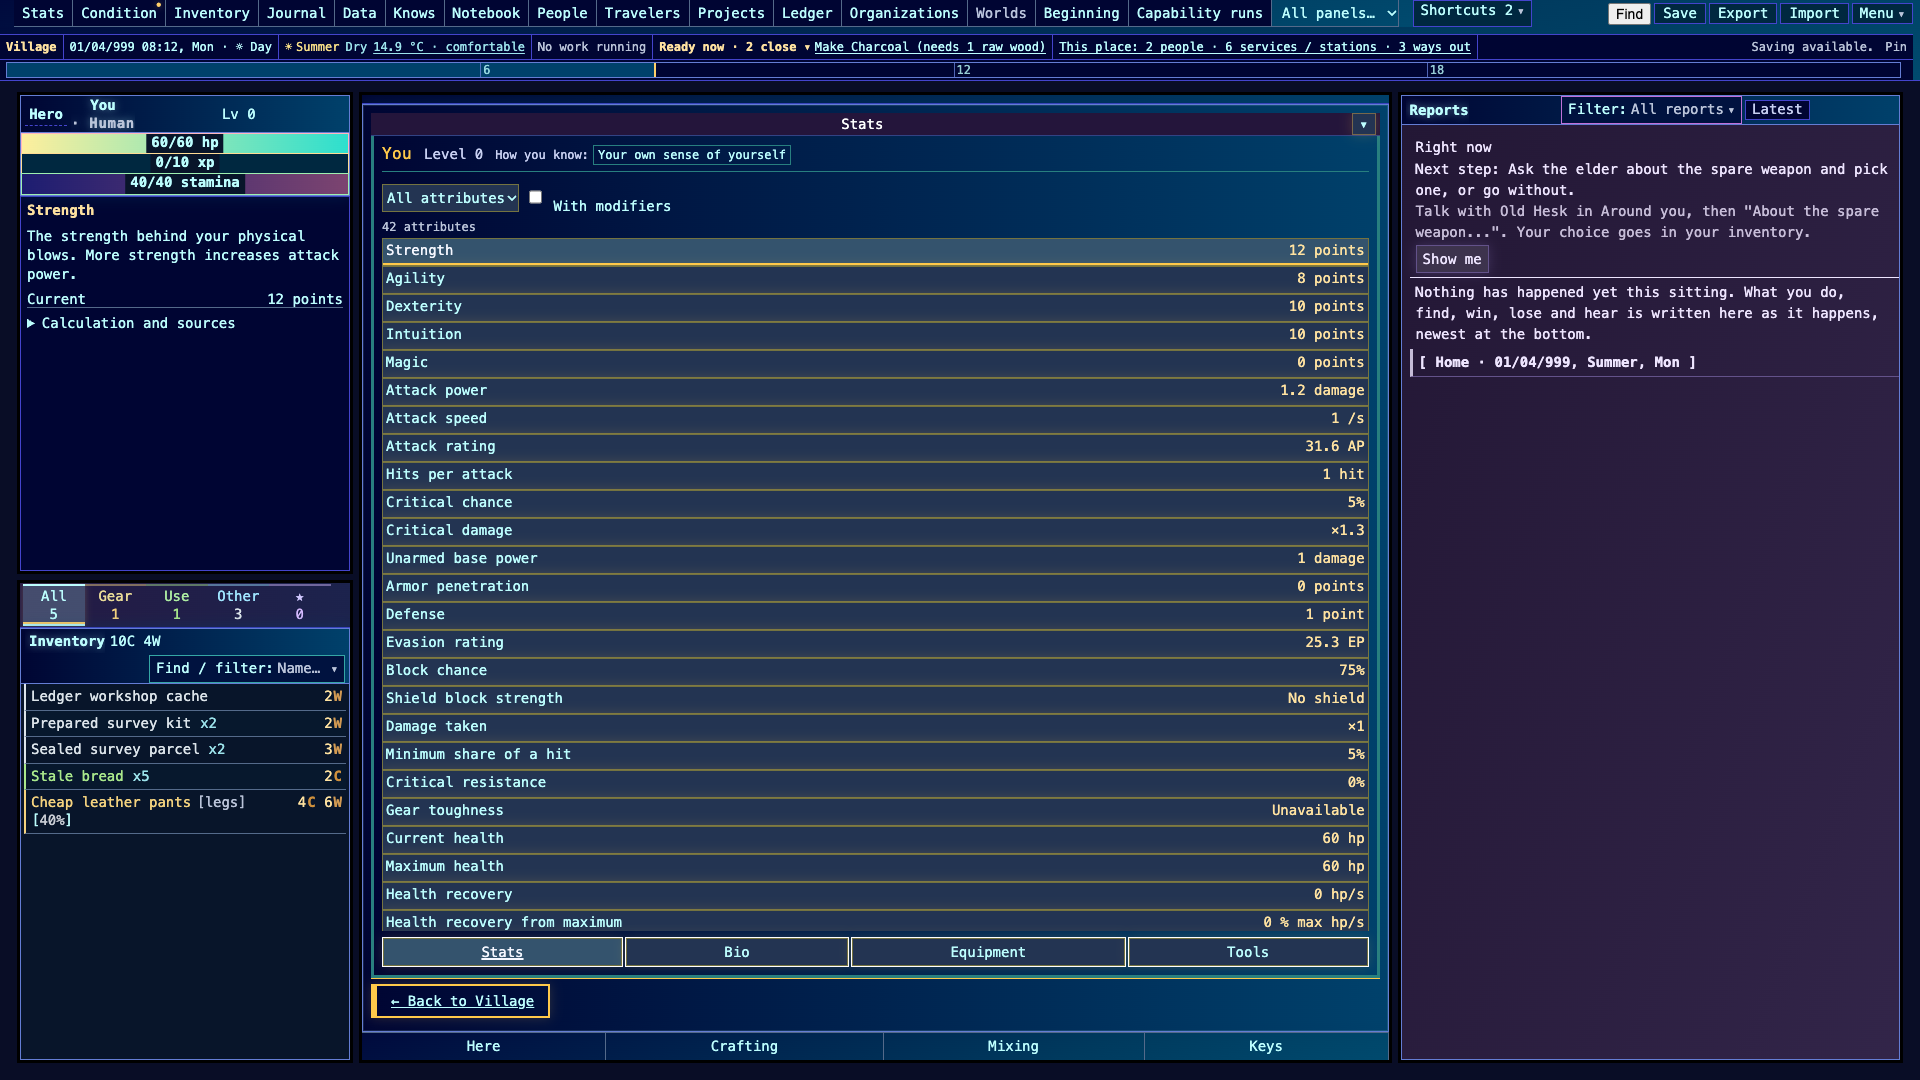 Stats Condition Inventory Journal Data Knows Notebook People Travelers Projects Ledger Organizations Worlds Beginning Capability runs All panels… Shortcuts 2 ▾ Find Save Export Import Menu ▾
Village 01/04/999 08:12, Mon · ☀ Day ☀ Summer Dry 14.9 °C · comfortable No work running Ready now · 2 close ▾ Make Charcoal (needs 1 raw wood) This place: 2 people · 6 services / stations · 3 ways out Saving available. Pin
6 12 18
Hero · You Human Lv 0
60/60 hp
0/10 xp
40/40 stamina
Strength
The strength behind your physical
blows. More strength increases attack
power.
Current 12 points
▶ Calculation and sources
All Gear Use Other ★
5 1 1 3 0
Inventory 10C 4W
Find / filter: Name… ▾
Ledger workshop cache 2W
Prepared survey kit x2 2W
Sealed survey parcel x2 3W
Stale bread x5 2C
Cheap leather pants [legs] 4C 6W
[40%]
Stats ▾
You Level 0 How you know: Your own sense of yourself
All attributes With modifiers
42 attributes
Strength 12 points
Agility 8 points
Dexterity 10 points
Intuition 10 points
Magic 0 points
Attack power 1.2 damage
Attack speed 1 /s
Attack rating 31.6 AP
Hits per attack 1 hit
Critical chance 5%
Critical damage ×1.3
Unarmed base power 1 damage
Armor penetration 0 points
Defense 1 point
Evasion rating 25.3 EP
Block chance 75%
Shield block strength No shield
Damage taken ×1
Minimum share of a hit 5%
Critical resistance 0%
Gear toughness Unavailable
Current health 60 hp
Maximum health 60 hp
Health recovery 0 hp/s
Health recovery from maximum 0 % max hp/s
Stats Bio Equipment Tools
← Back to Village
Here Crafting Mixing Keys
Reports Filter: All reports ▾ Latest
Right now
Next step: Ask the elder about the spare weapon and pick
one, or go without.
Talk with Old Hesk in Around you, then "About the spare
weapon...". Your choice goes in your inventory.
Show me
Nothing has happened yet this sitting. What you do,
find, win, lose and hear is written here as it happens,
newest at the bottom.
[ Home · 01/04/999, Summer, Mon ]